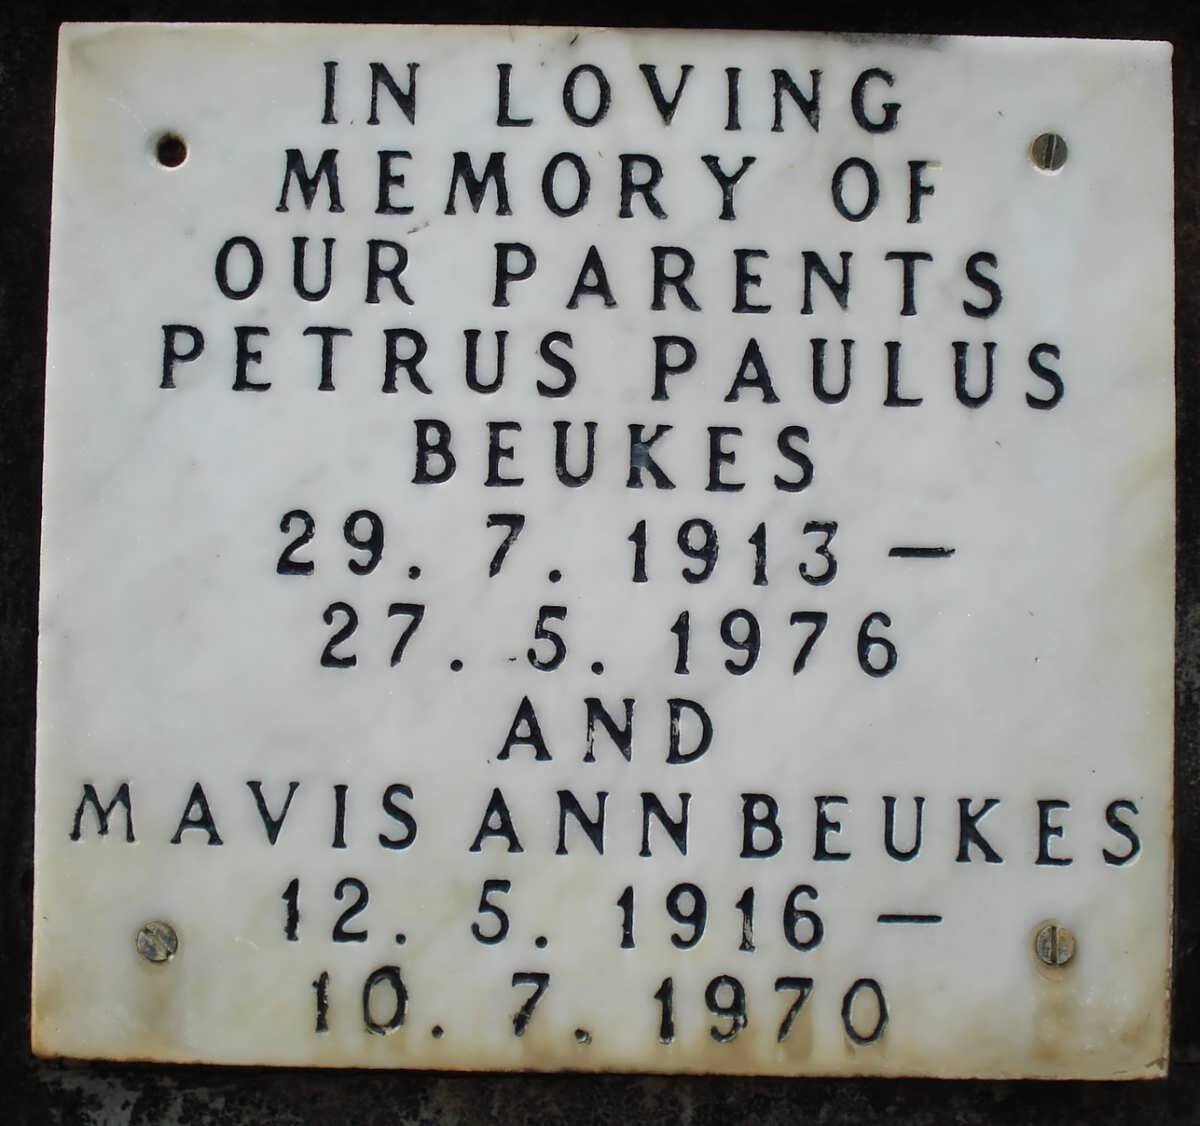 IN LOVING
MEMORY OF
OUR PARENTS
PETRUS PAULUS
BEUKES
29. 7. 1913 —
27. 5. 1976
AND
MAVIS ANN BEUKES
12. 5. 1916 —
10. 7. 1970